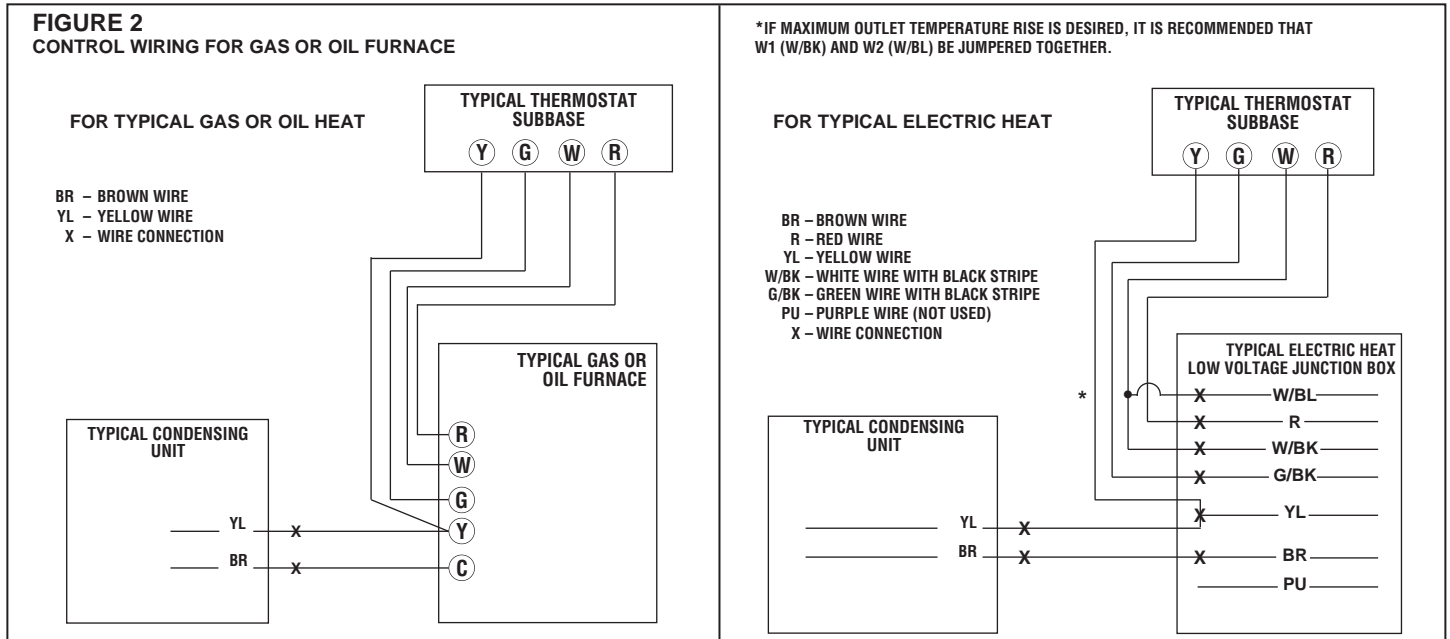 FIGURE 2
CONTROL WIRING FOR GAS OR OIL FURNACE
FOR TYPICAL GAS OR OIL HEAT
TYPICAL THERMOSTAT
SUBBASE
Y G W R
BR – BROWN WIRE
YL – YELLOW WIRE
X – WIRE CONNECTION
TYPICAL GAS OR
OIL FURNACE
R
W
G
Y
C
TYPICAL CONDENSING
UNIT
YL X
BR X
*IF MAXIMUM OUTLET TEMPERATURE RISE IS DESIRED, IT IS RECOMMENDED THAT
W1 (W/BK) AND W2 (W/BL) BE JUMPERED TOGETHER.
FOR TYPICAL ELECTRIC HEAT
TYPICAL THERMOSTAT
SUBBASE
Y G W R
BR – BROWN WIRE
R – RED WIRE
YL – YELLOW WIRE
W/BK – WHITE WIRE WITH BLACK STRIPE
G/BK – GREEN WIRE WITH BLACK STRIPE
PU – PURPLE WIRE (NOT USED)
X – WIRE CONNECTION
TYPICAL ELECTRIC HEAT
LOW VOLTAGE JUNCTION BOX
* X W/BL
X R
X W/BK
X G/BK
X YL
X BR
PU
TYPICAL CONDENSING
UNIT
YL X
BR X